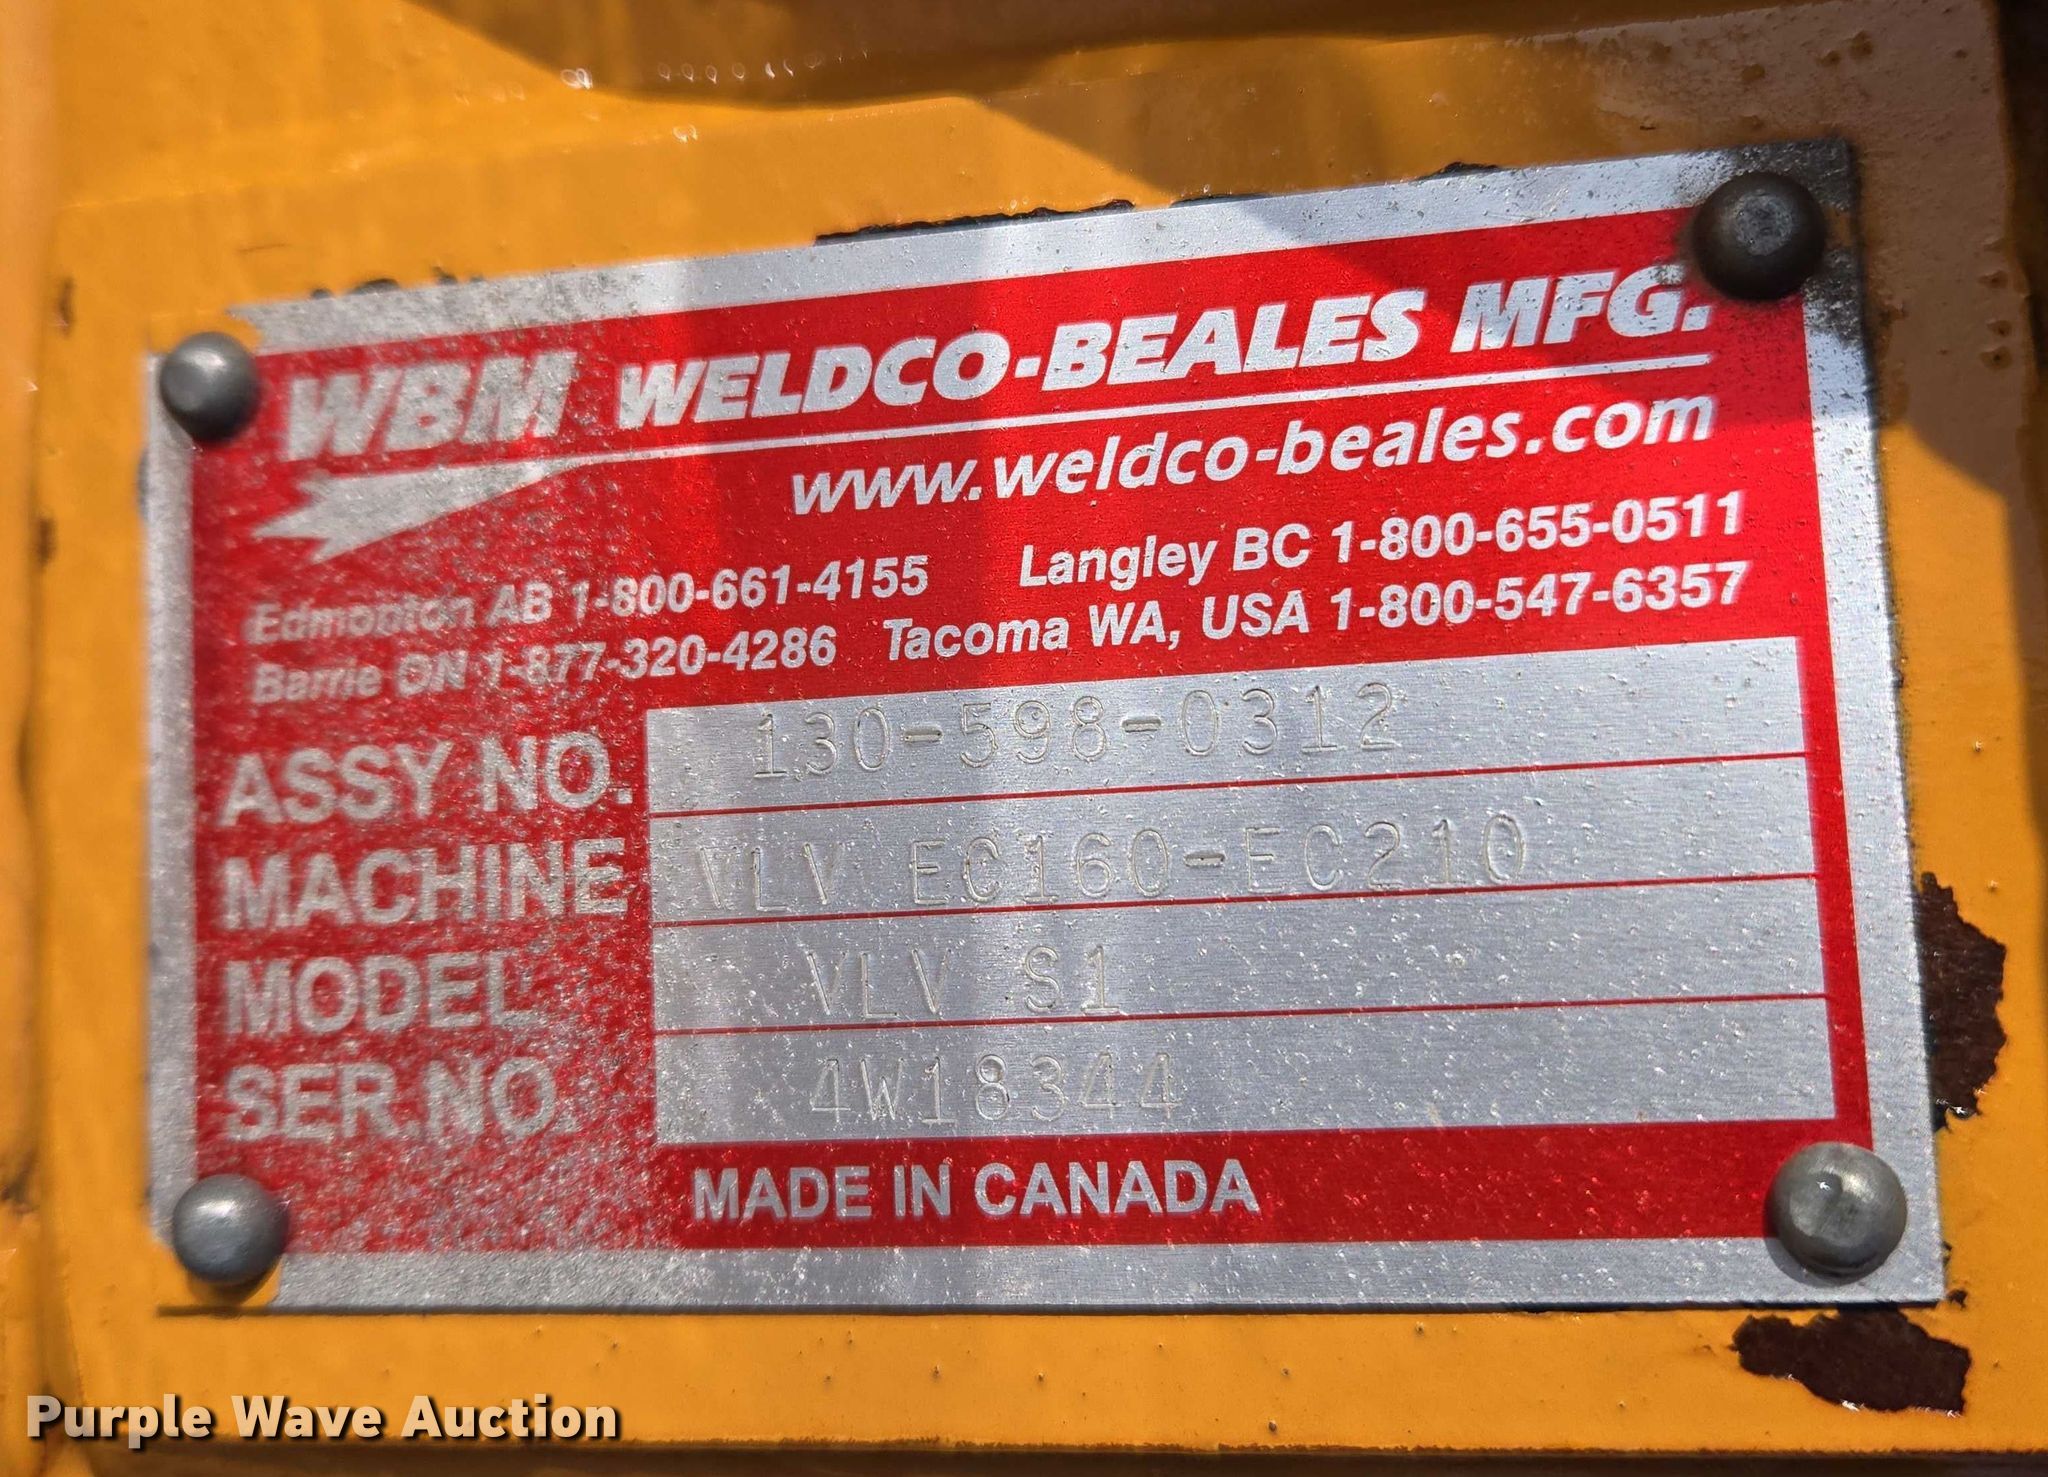 WBM WELDCO-BEALES MFG.
www.weldco-beales.com
Edmonton AB 1-800-661-4155 Langley BC 1-800-655-0511
Barrie ON 1-877-320-4286 Tacoma WA, USA 1-800-547-6357
ASSY NO. 130-598-0312
MACHINE VLV EC160-EC210
MODEL VLV S1
SER.NO. 4W18344
MADE IN CANADA
Purple Wave Auction